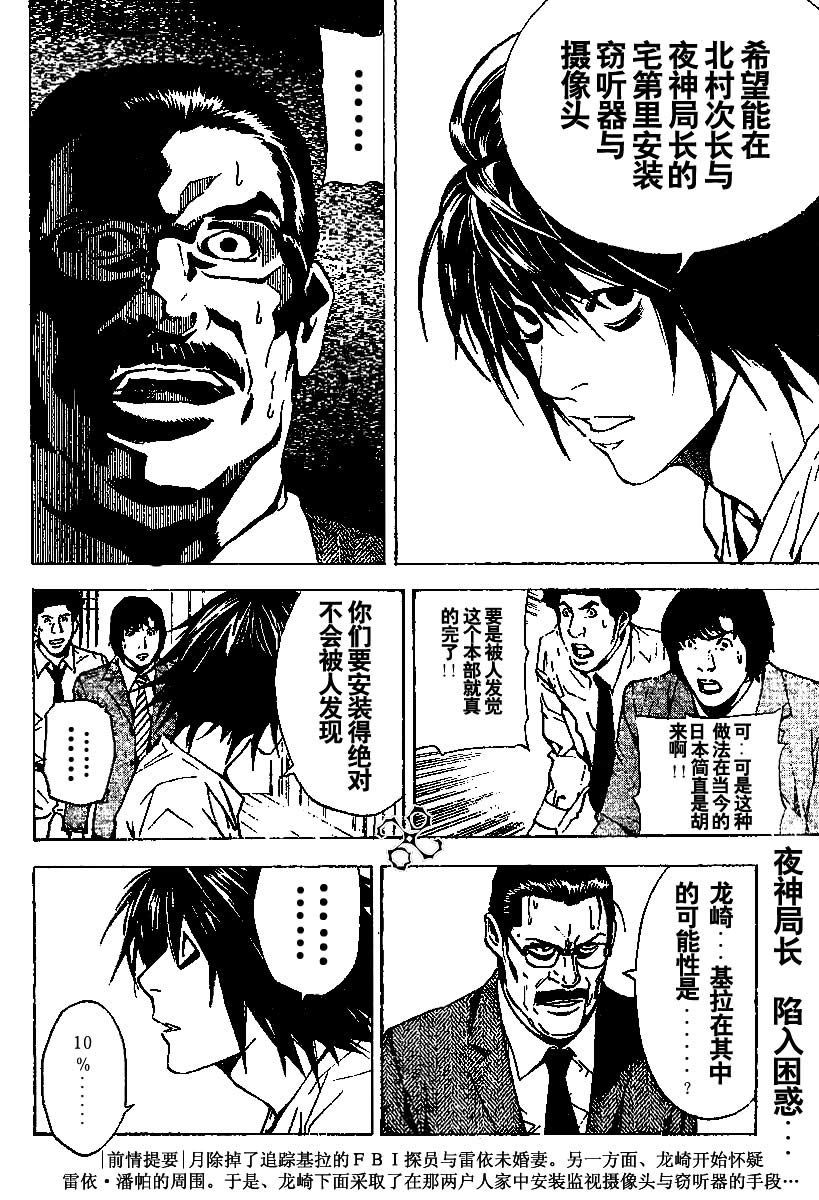 希望能在
北村次长与
夜神局长的
宅第里安装
窃听器与
摄像头
……
可‥可是这种
做法在当今的
日本简直是胡
来啊!!
要是被人发觉
这个本部就真
的完了!!
你们要安装得绝对
不会被人发现
……
夜神局长 陷入困惑…
龙崎…基拉在其中
的可能性是……?
……
10
%……
前情提要|月除掉了追踪基拉的FBI探员与雷依未婚妻。另一方面、龙崎开始怀疑
雷依·潘帕的周围。于是、龙崎下面采取了在那两户人家中安装监视摄像头与窃听器的手段…